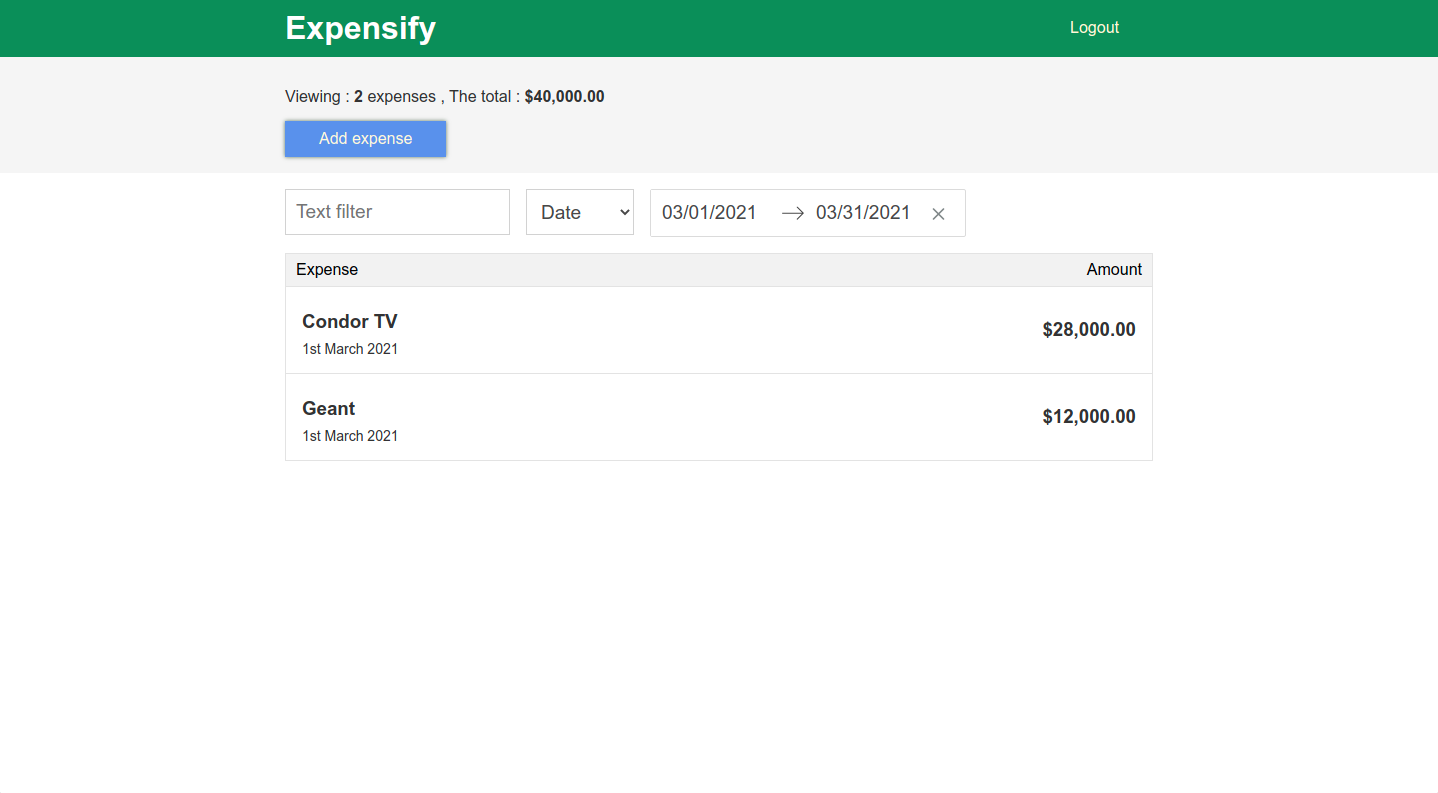 Expensify Logout
Viewing : 2 expenses , The total : $40,000.00
Add expense
Text filter Date 03/01/2021 03/31/2021
Expense Amount
Condor TV
$28,000.00
1st March 2021
Geant
$12,000.00
1st March 2021